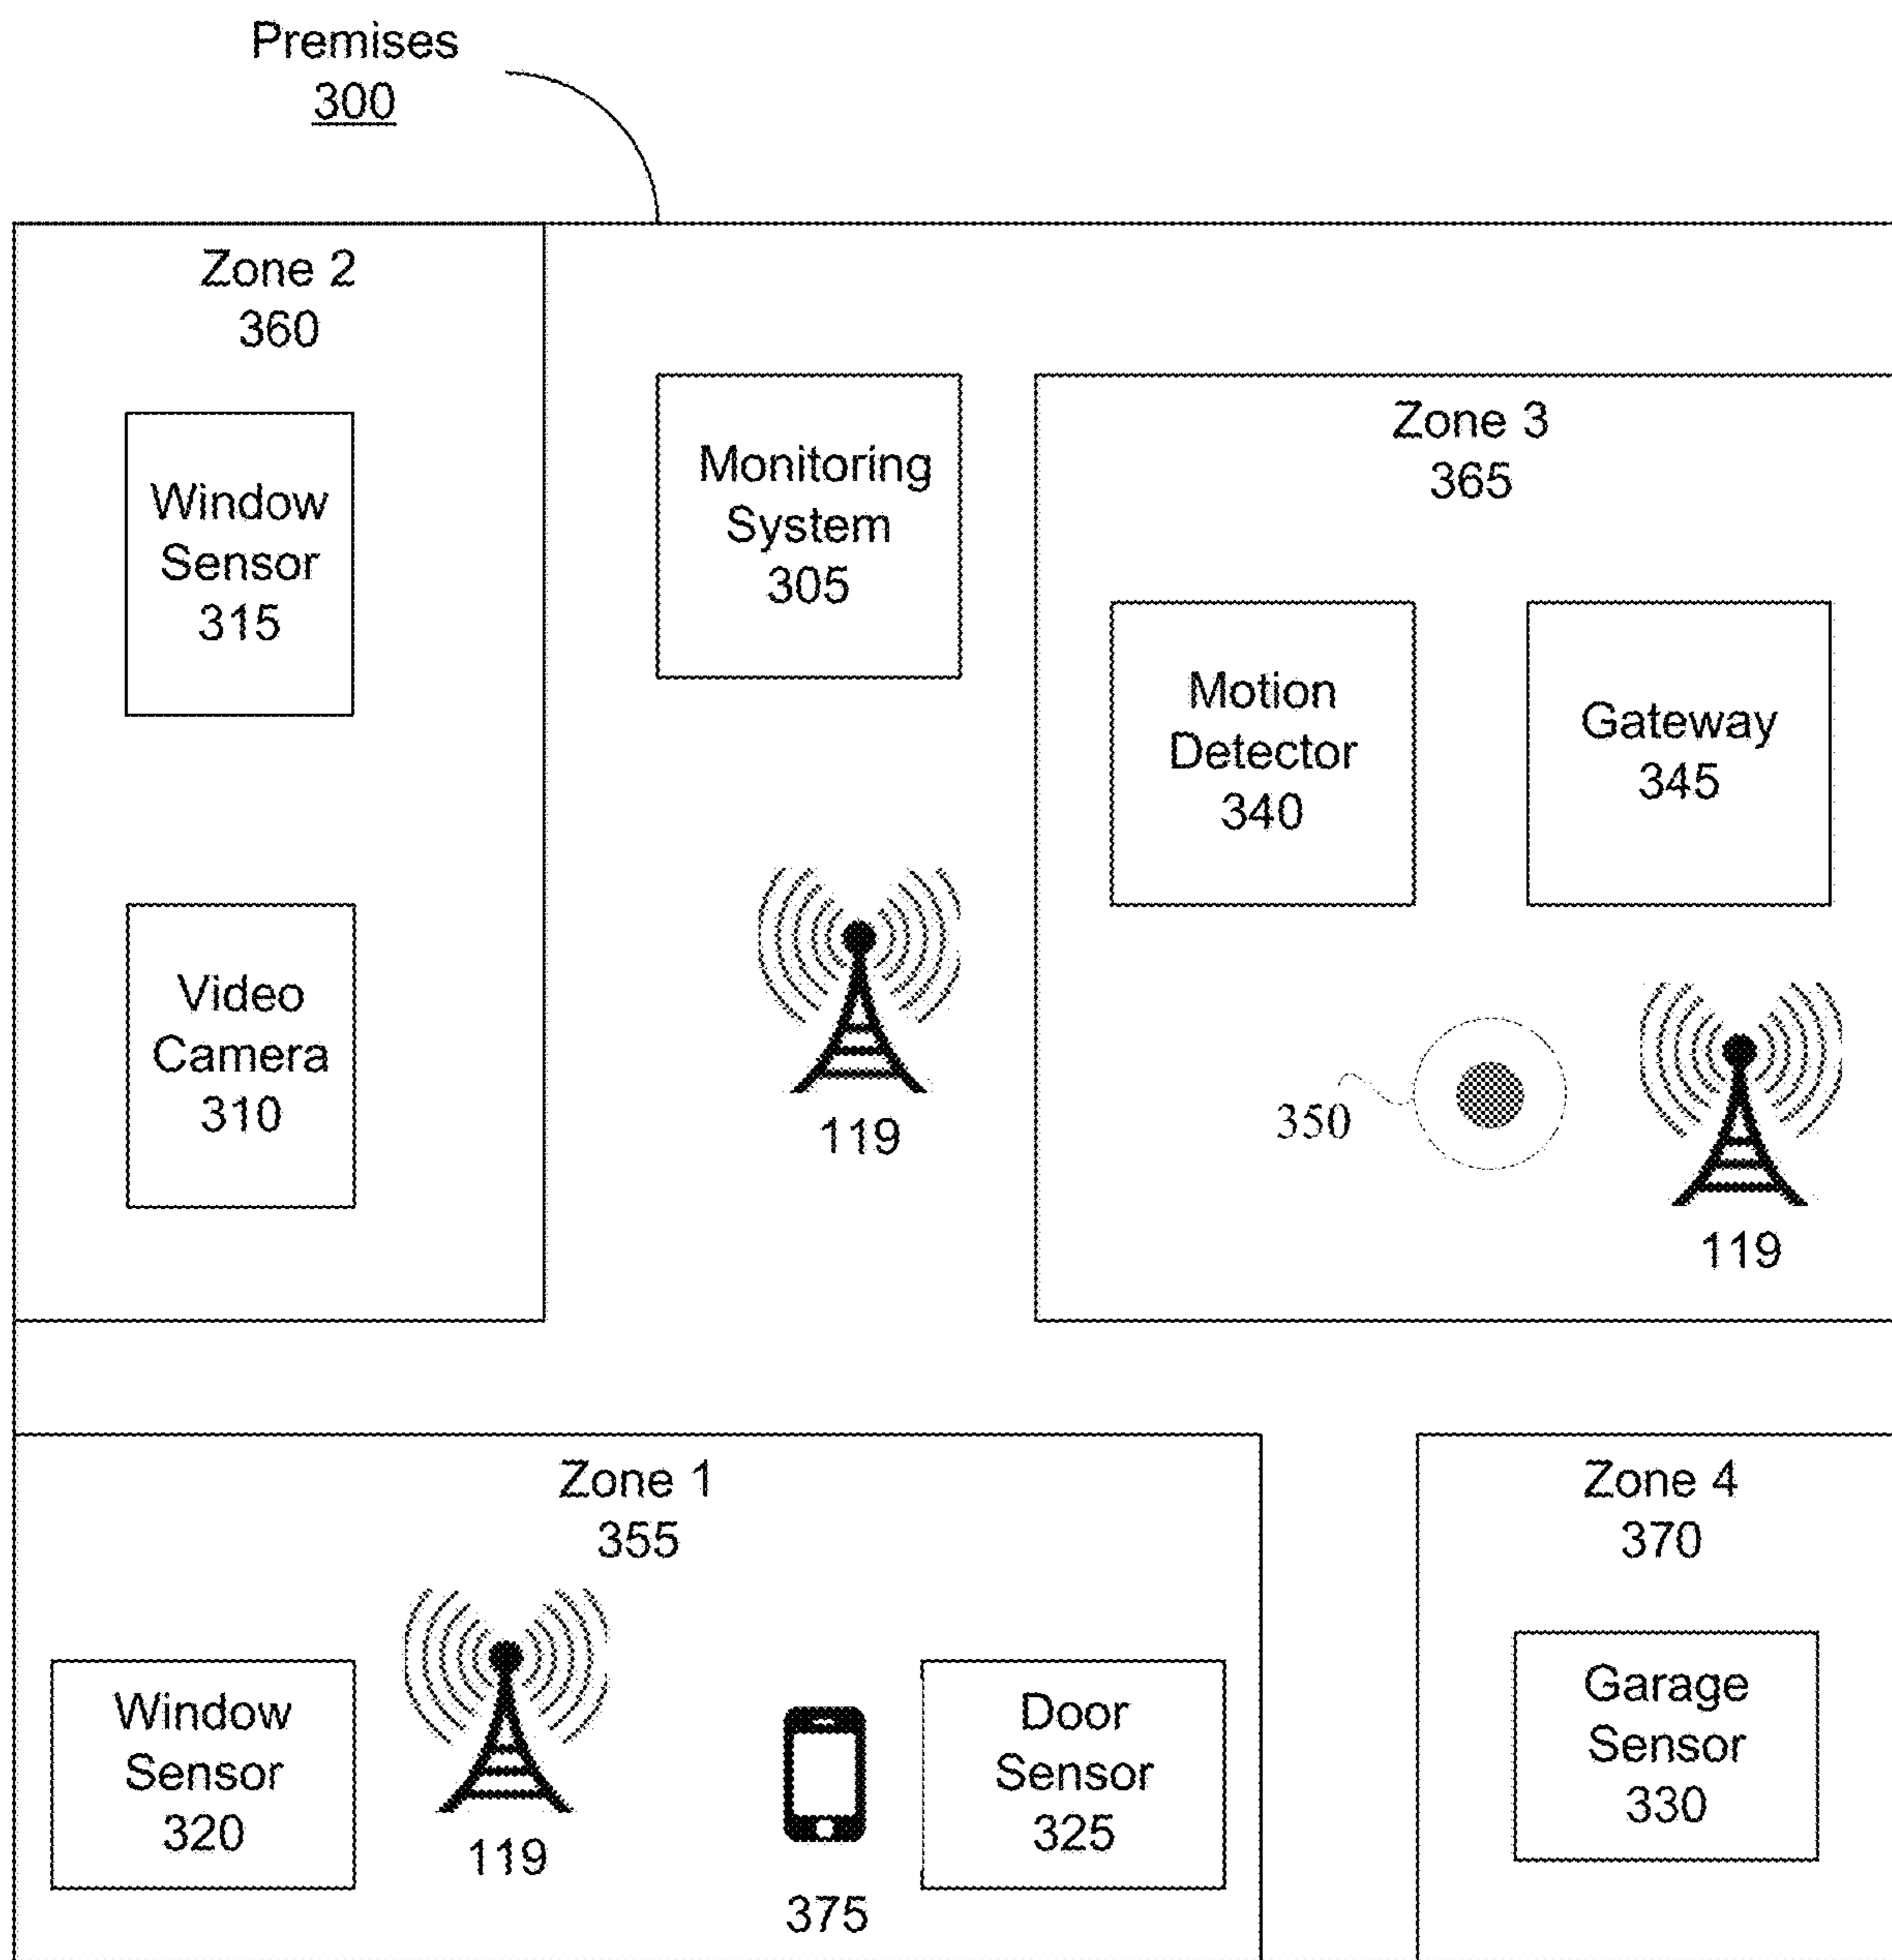 Premises
300
Zone 2
360
Window
Sensor
315
Video
Camera
310
Monitoring
System
305
119
Zone 3
365
Motion
Detector
340
Gateway
345
350
119
Zone 1
355
Window
Sensor
320
119
375
Door
Sensor
325
Zone 4
370
Garage
Sensor
330